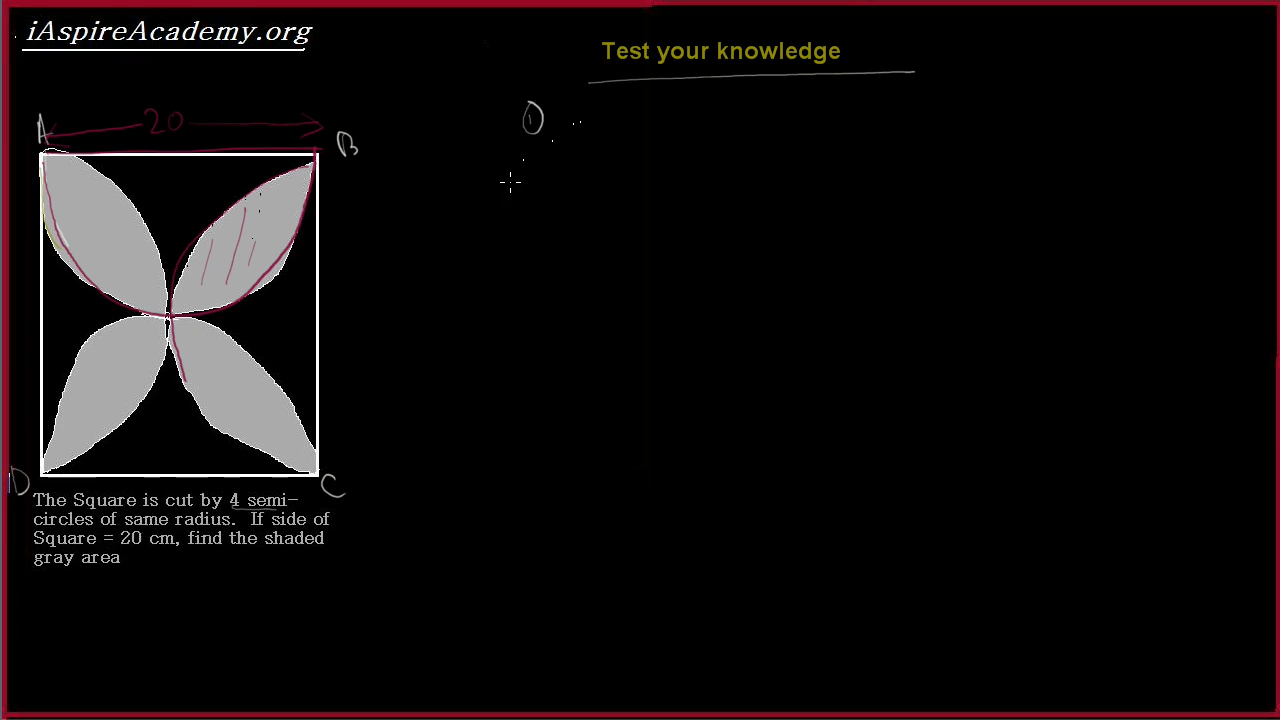 iAspireAcademy.org
Test your knowledge
20
1
A
B
D
C
The Square is cut by 4 semi-
circles of same radius. If side of
Square = 20 cm, find the shaded
gray area